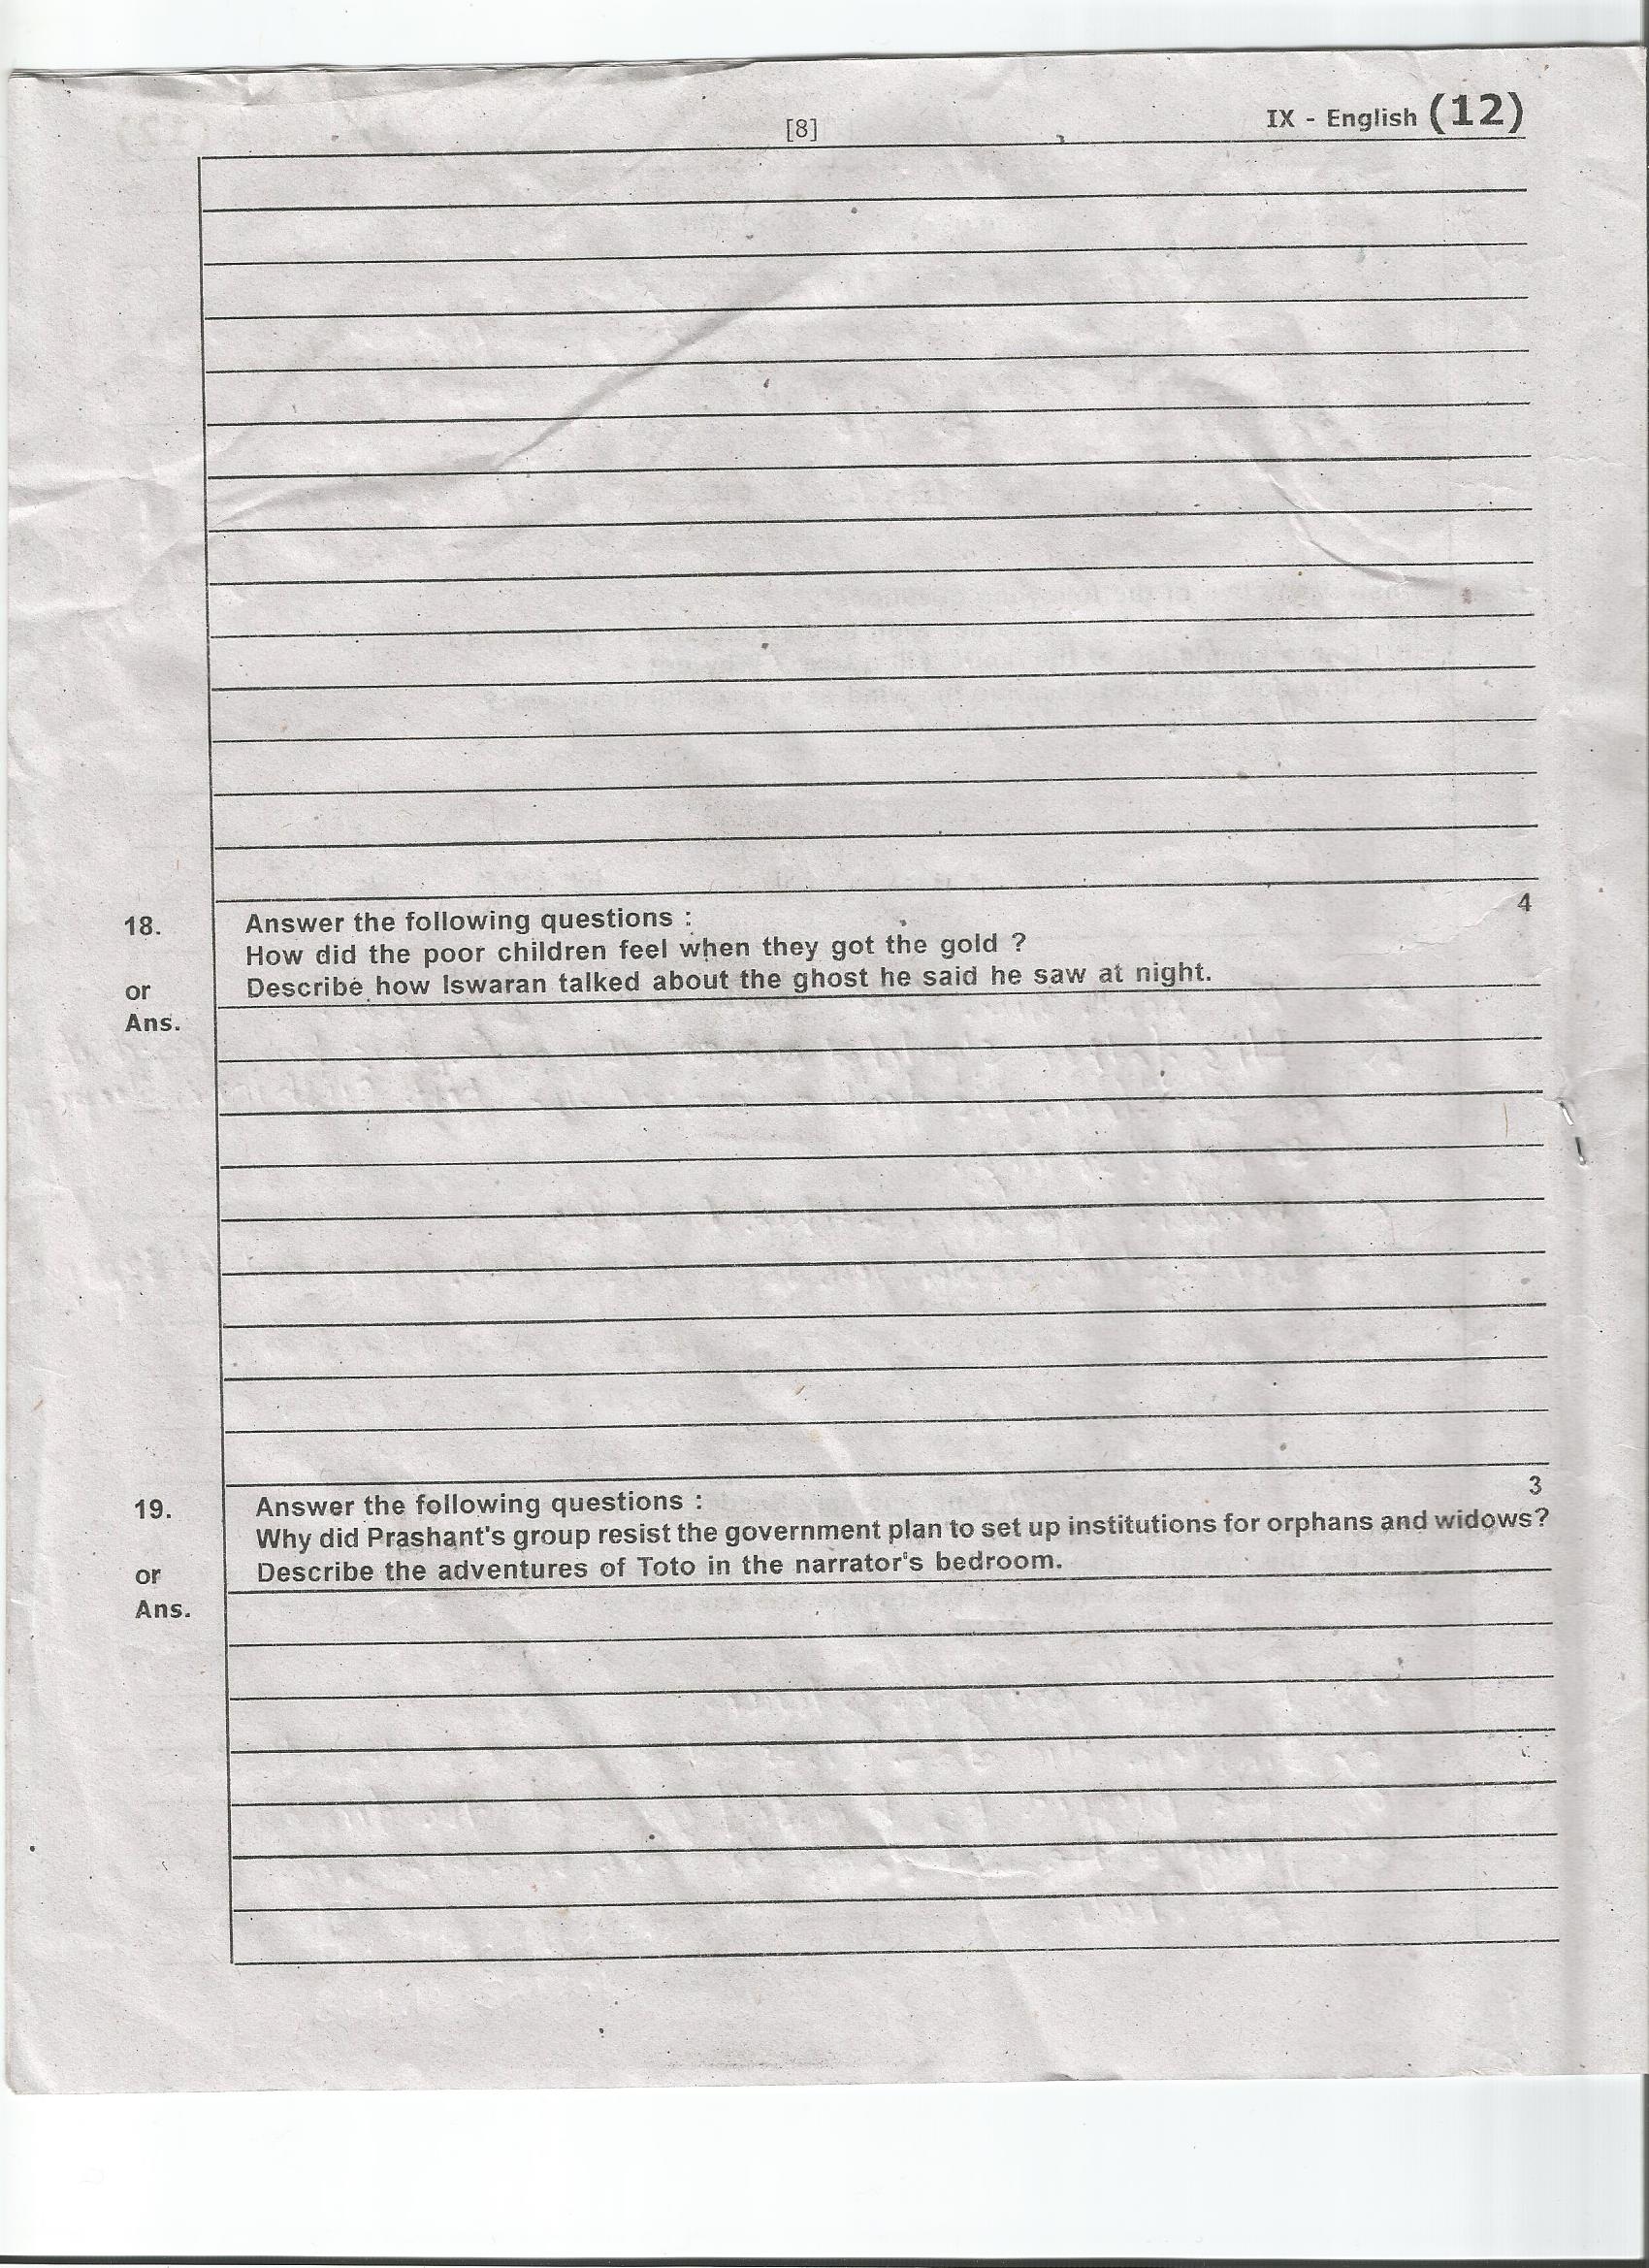 [8]
IX - English (12)
18. Answer the following questions : 4
How did the poor children feel when they got the gold ?
or Describe how Iswaran talked about the ghost he said he saw at night.
Ans.
19. Answer the following questions : 3
Why did Prashant's group resist the government plan to set up institutions for orphans and widows?
or Describe the adventures of Toto in the narrator's bedroom.
Ans.